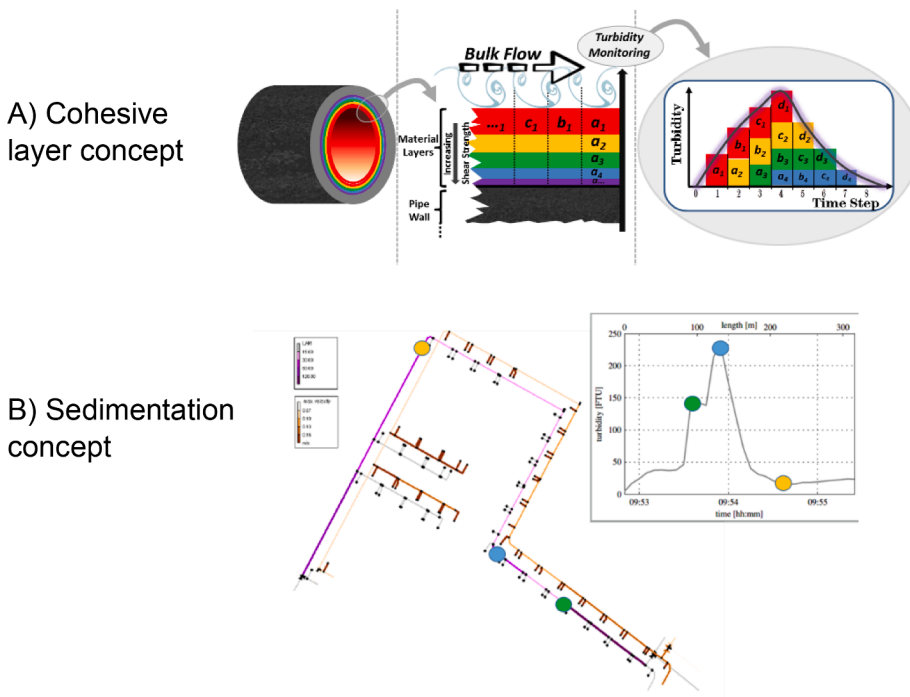 A) Cohesive
layer concept
Bulk Flow
Turbidity
Monitoring
Material
Layers
Increasing
Shear Strength
Pipe
Wall
...₁ c₁ b₁ a₁
a₂
a₃
a₄
a...
Turbidity
d₁
c₁ c₂ d₂
b₁ b₂ b₃ c₃ d₃
a₁ a₂ a₃ a₄ b₄
0 1 2 3 4 5 6 7 8
Time Step
B) Sedimentation
concept
0 100 200 300
length [m]
250
200
150
100
50
0
turbidity [FTU]
09:53 09:54 09:55
time [hh:mm]